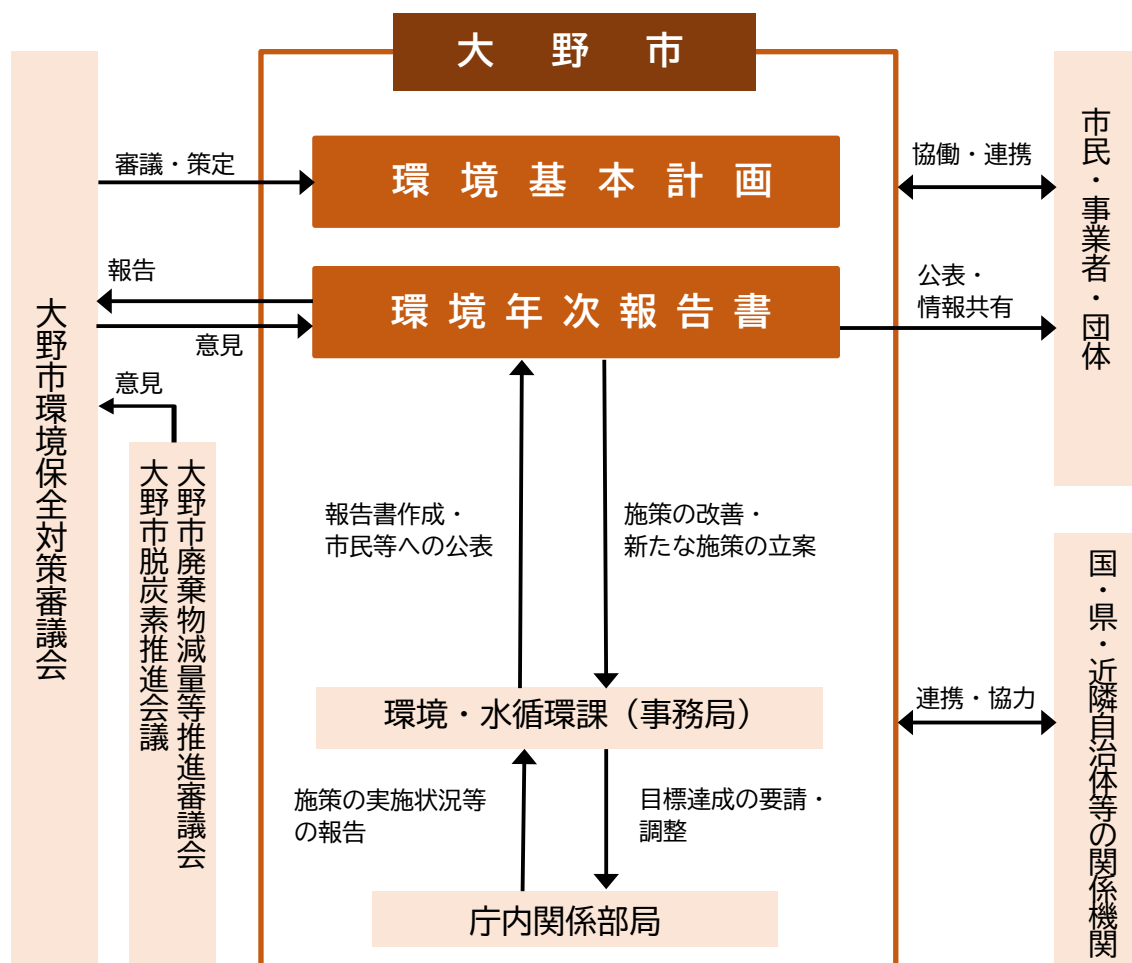 大野市
審議・策定
環境基本計画
協働・連携
市民・事業者・団体
報告
環境年次報告書
公表・
情報共有
意見
意見
大野市環境保全対策審議会
大野市廃棄物減量等推進審議会
大野市脱炭素推進会議
報告書作成・
市民等への公表
施策の改善・
新たな施策の立案
国・県・近隣自治体等の関係機関
環境・水循環課(事務局)
連携・協力
施策の実施状況等
の報告
目標達成の要請・
調整
庁内関係部局